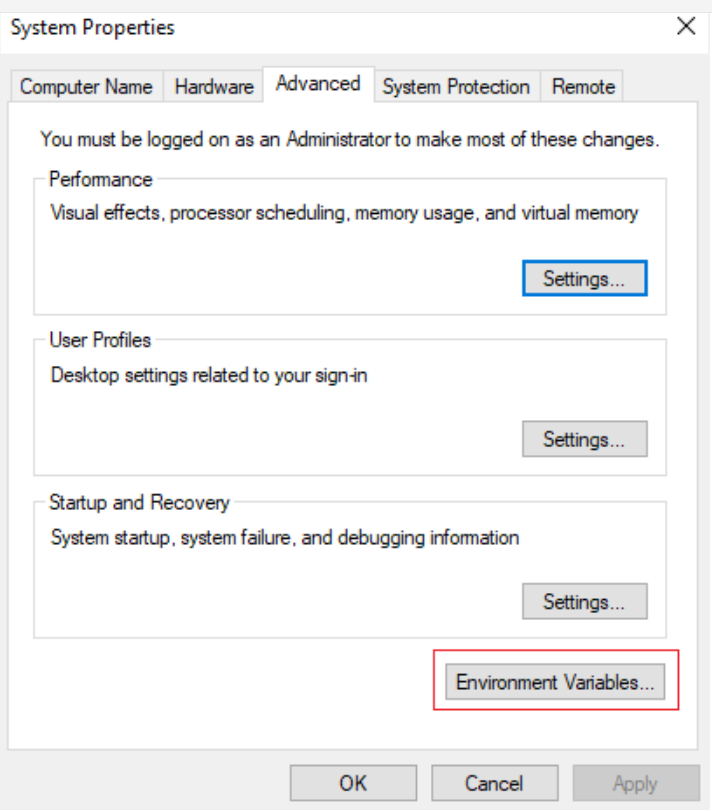 System Properties
Computer Name Hardware Advanced System Protection Remote
You must be logged on as an Administrator to make most of these changes.
Performance
Visual effects, processor scheduling, memory usage, and virtual memory
Settings...
User Profiles
Desktop settings related to your sign-in
Settings...
Startup and Recovery
System startup, system failure, and debugging information
Settings...
Environment Variables...
OK Cancel Apply